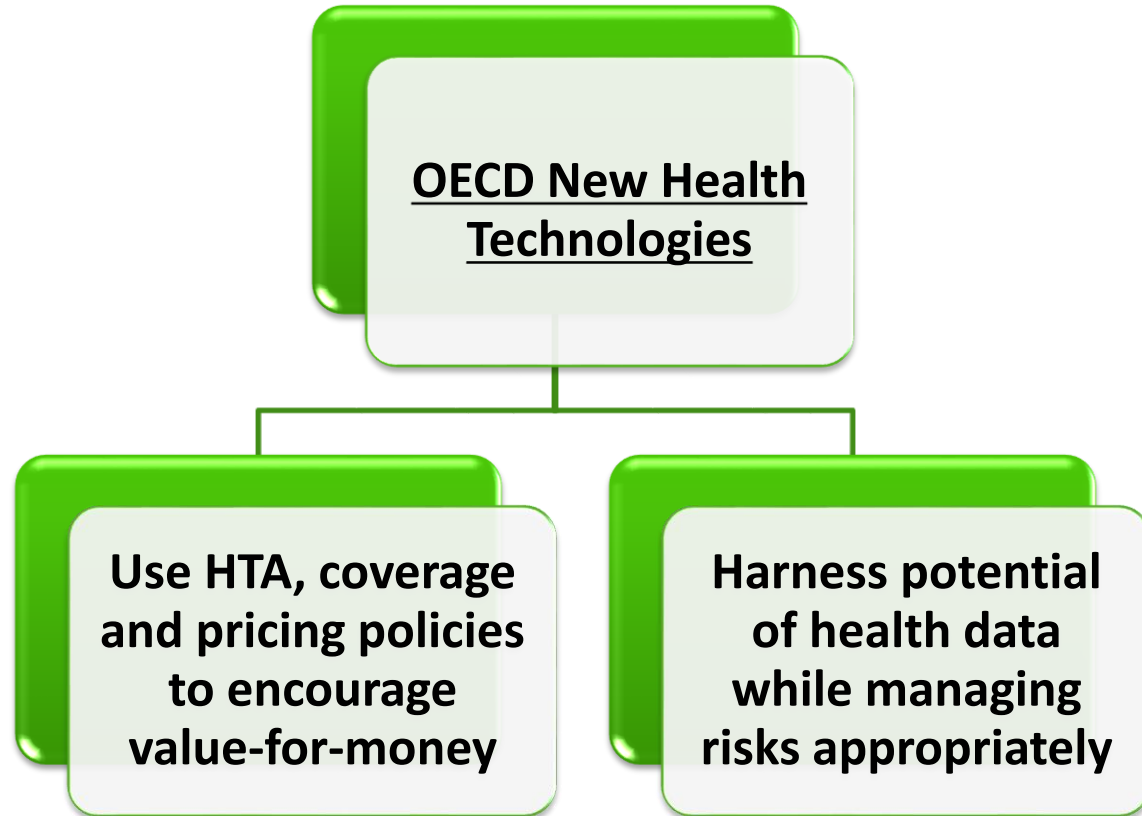 OECD New Health
Technologies
Use HTA, coverage
and pricing policies
to encourage
value-for-money
Harness potential
of health data
while managing
risks appropriately